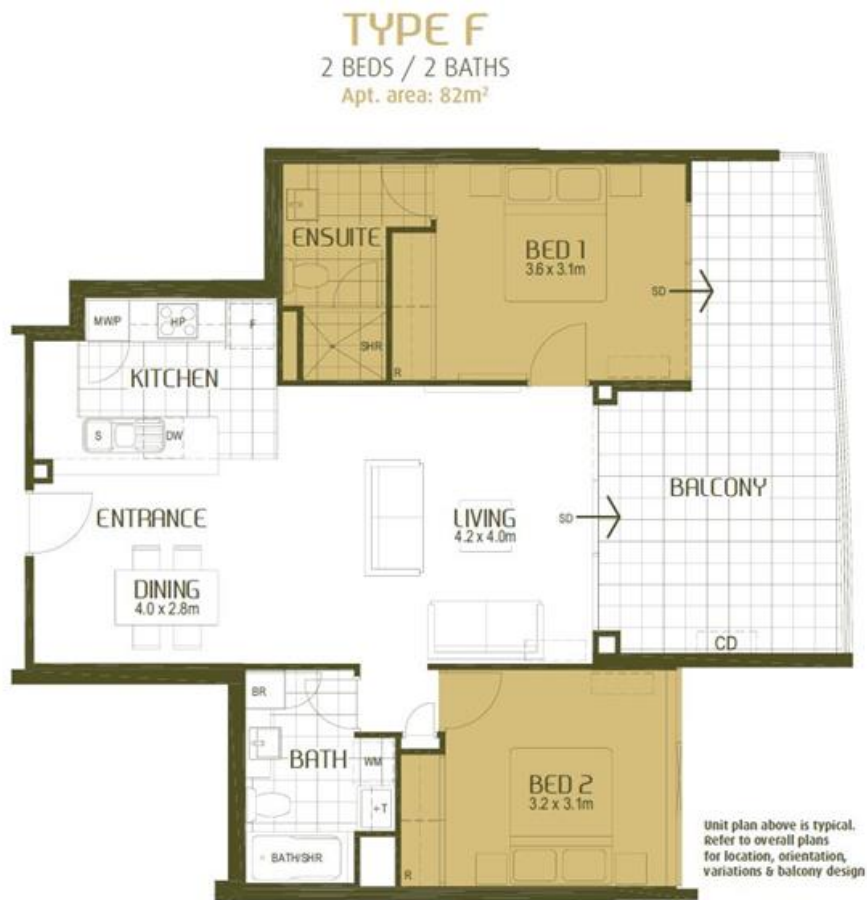 TYPE F
2 BEDS / 2 BATHS
Apt. area: 82m²
ENSUITE
BED 1
3.6 x 3.1m
SD
MW/P
HP
F
SHR
R
KITCHEN
S
DW
BALCONY
ENTRANCE
LIVING
4.2 x 4.0m
SD
DINING
4.0 x 2.8m
CD
BR
BATH
WM
+T
BED 2
3.2 x 3.1m
BATH/SHR
R
Unit plan above is typical.
Refer to overall plans
for location, orientation,
variations & balcony design